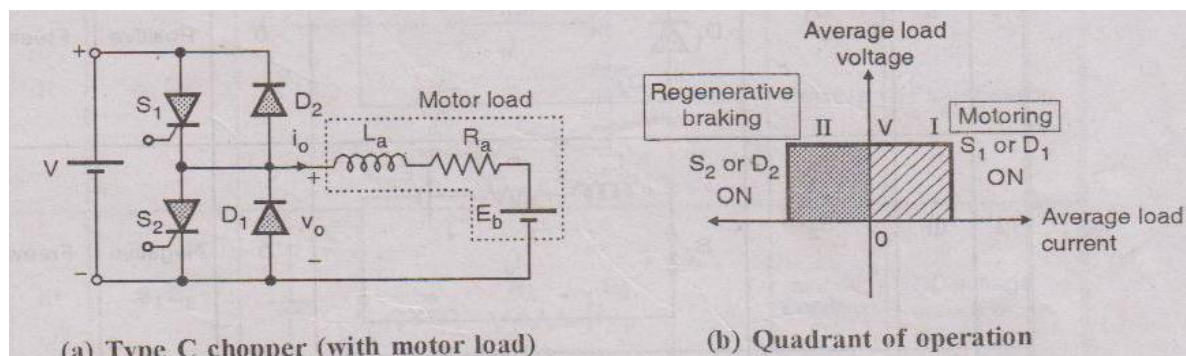 Average load
voltage
+
S1
D2
Motor load
io
La
Ra
+
V
S2
D1
vo
Eb
−
−
Regenerative
braking
II
V
I
Motoring
S2 or D2
ON
S1 or D1
ON
0
Average load
current
(a) Type C chopper (with motor load)
(b) Quadrant of operation